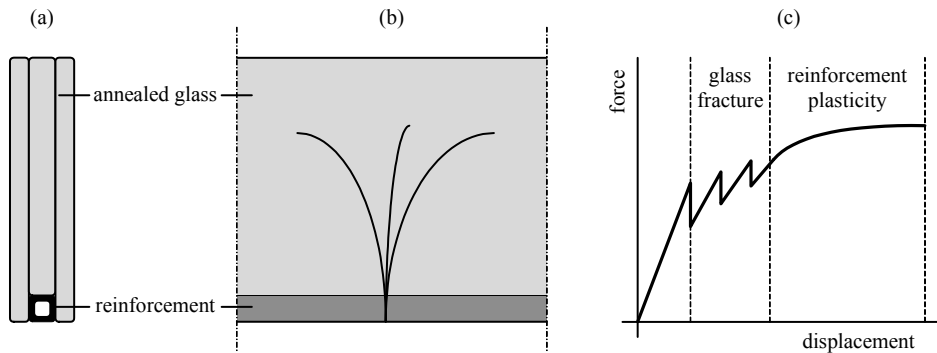 (a)
(b)
(c)
annealed glass
reinforcement
force
glass
fracture
reinforcement
plasticity
displacement